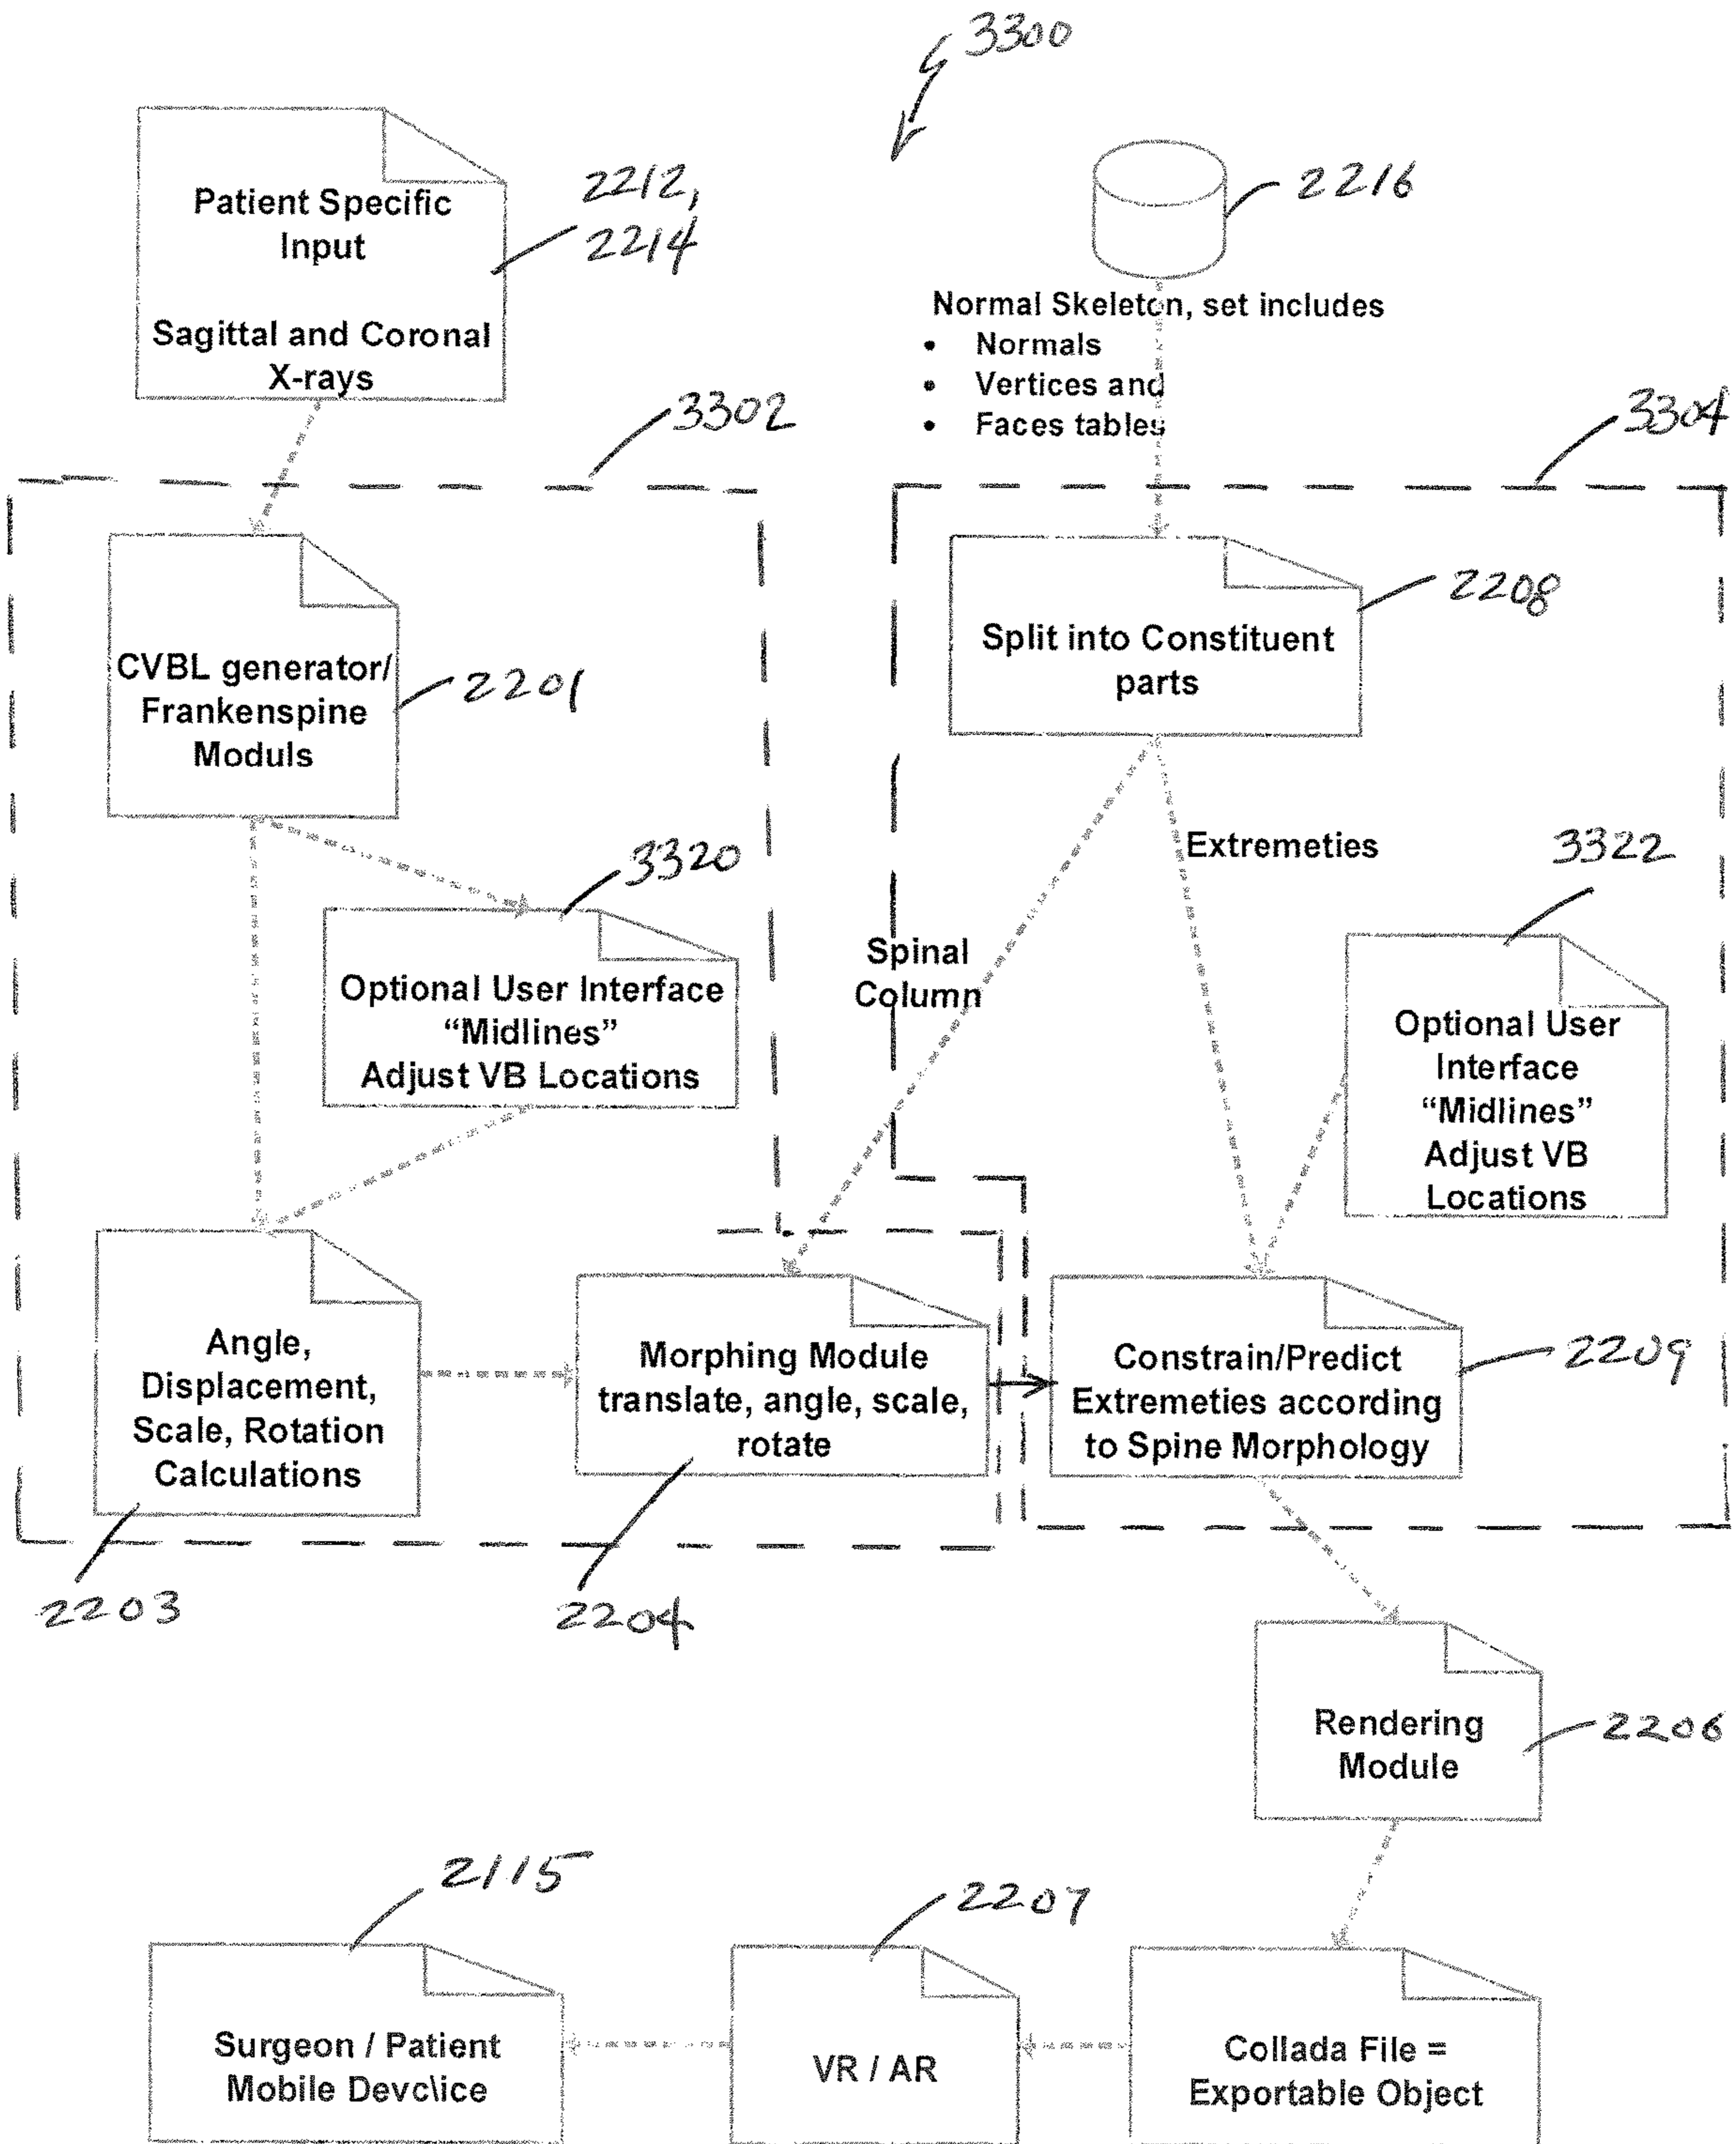 3300
Patient Specific
Input
Sagittal and Coronal
X-rays
2212,
2214
2216
Normal Skeleton, set includes
• Normals
• Vertices and
• Faces tables
3302
3304
CVBL generator/
Frankenspine
Moduls
2201
Split into Constituent
parts
2208
3320
Optional User Interface
“Midlines”
Adjust VB Locations
Spinal
Column
Extremeties
3322
Optional User
Interface
“Midlines”
Adjust VB
Locations
Angle,
Displacement,
Scale, Rotation
Calculations
2203
Morphing Module
translate, angle, scale,
rotate
2204
Constrain/Predict
Extremeties according
to Spine Morphology
2209
Rendering
Module
2206
2115
Surgeon / Patient
Mobile Devc\ice
2207
VR / AR
Collada File =
Exportable Object